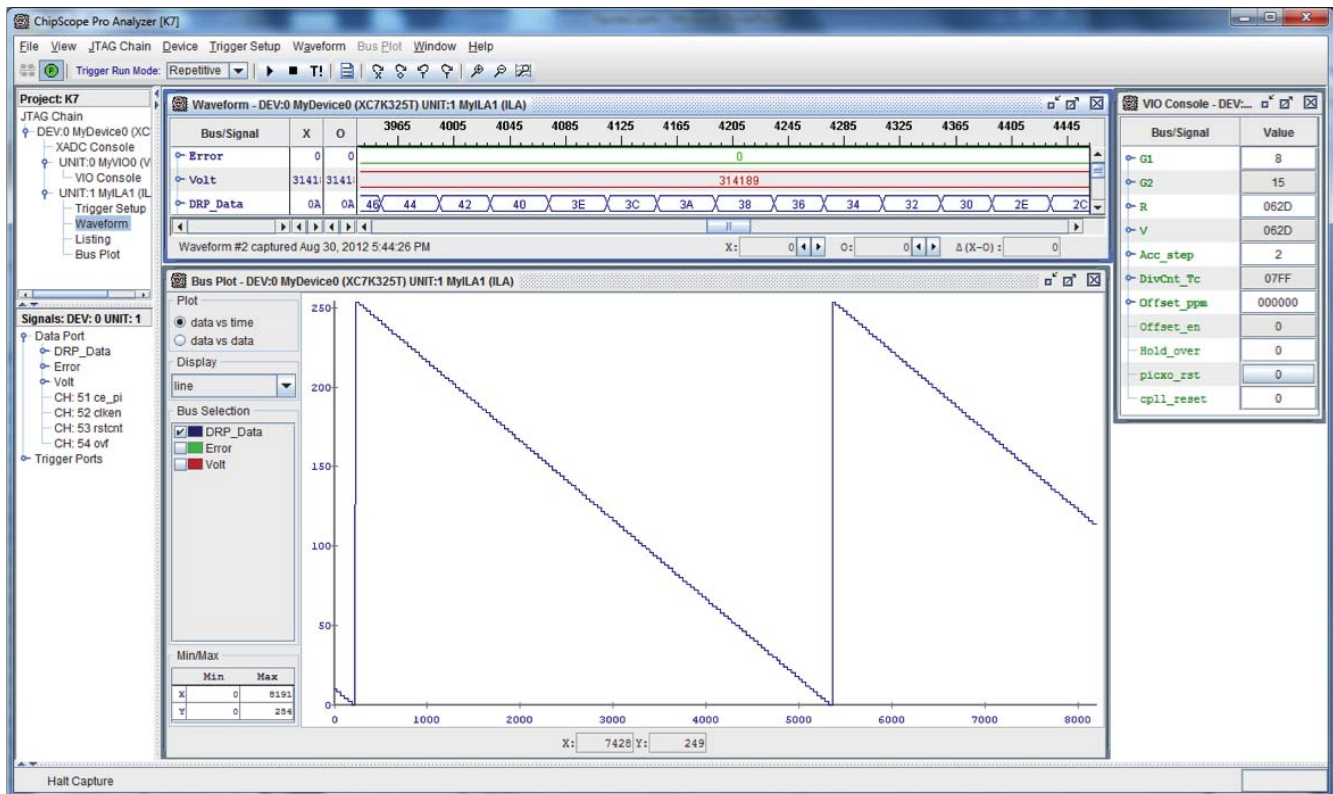 ChipScope Pro Analyzer [K7]
File View JTAG Chain Device Trigger Setup Waveform Bus Plot Window Help
Trigger Run Mode: Repetitive T!
Project: K7
JTAG Chain
DEV:0 MyDevice0 (XC
XADC Console
UNIT:0 MyVIO0 (V
VIO Console
UNIT:1 MyILA1 (IL
Trigger Setup
Waveform
Listing
Bus Plot
Signals: DEV: 0 UNIT: 1
Data Port
DRP_Data
Error
Volt
CH: 51 ce_pi
CH: 52 clken
CH: 53 rstcnt
CH: 54 ovf
Trigger Ports
Waveform - DEV:0 MyDevice0 (XC7K325T) UNIT:1 MyILA1 (ILA)
Bus/Signal X O 3965 4005 4045 4085 4125 4165 4205 4245 4285 4325 4365 4405 4445
Error 0 0 0
Volt 3141 3141 314189
DRP_Data 0A 0A 46 44 42 40 3E 3C 3A 38 36 34 32 30 2E 2C
Waveform #2 captured Aug 30, 2012 5:44:26 PM X: 0 O: 0 Δ (X-O) : 0
Bus Plot - DEV:0 MyDevice0 (XC7K325T) UNIT:1 MyILA1 (ILA)
Plot
data vs time
data vs data
Display
line
Bus Selection
DRP_Data
Error
Volt
Min/Max
Min Max
X 0 8191
Y 0 254
250
200
150
100
50
0
0 1000 2000 3000 4000 5000 6000 7000 8000
X: 7428 Y: 249
VIO Console - DEV:...
Bus/Signal Value
G1 8
G2 15
R 062D
V 062D
Acc_step 2
DivCnt_Tc 07FF
Offset_ppm 000000
Offset_en 0
Hold_over 0
picxo_rst 0
cpll_reset 0
Halt Capture